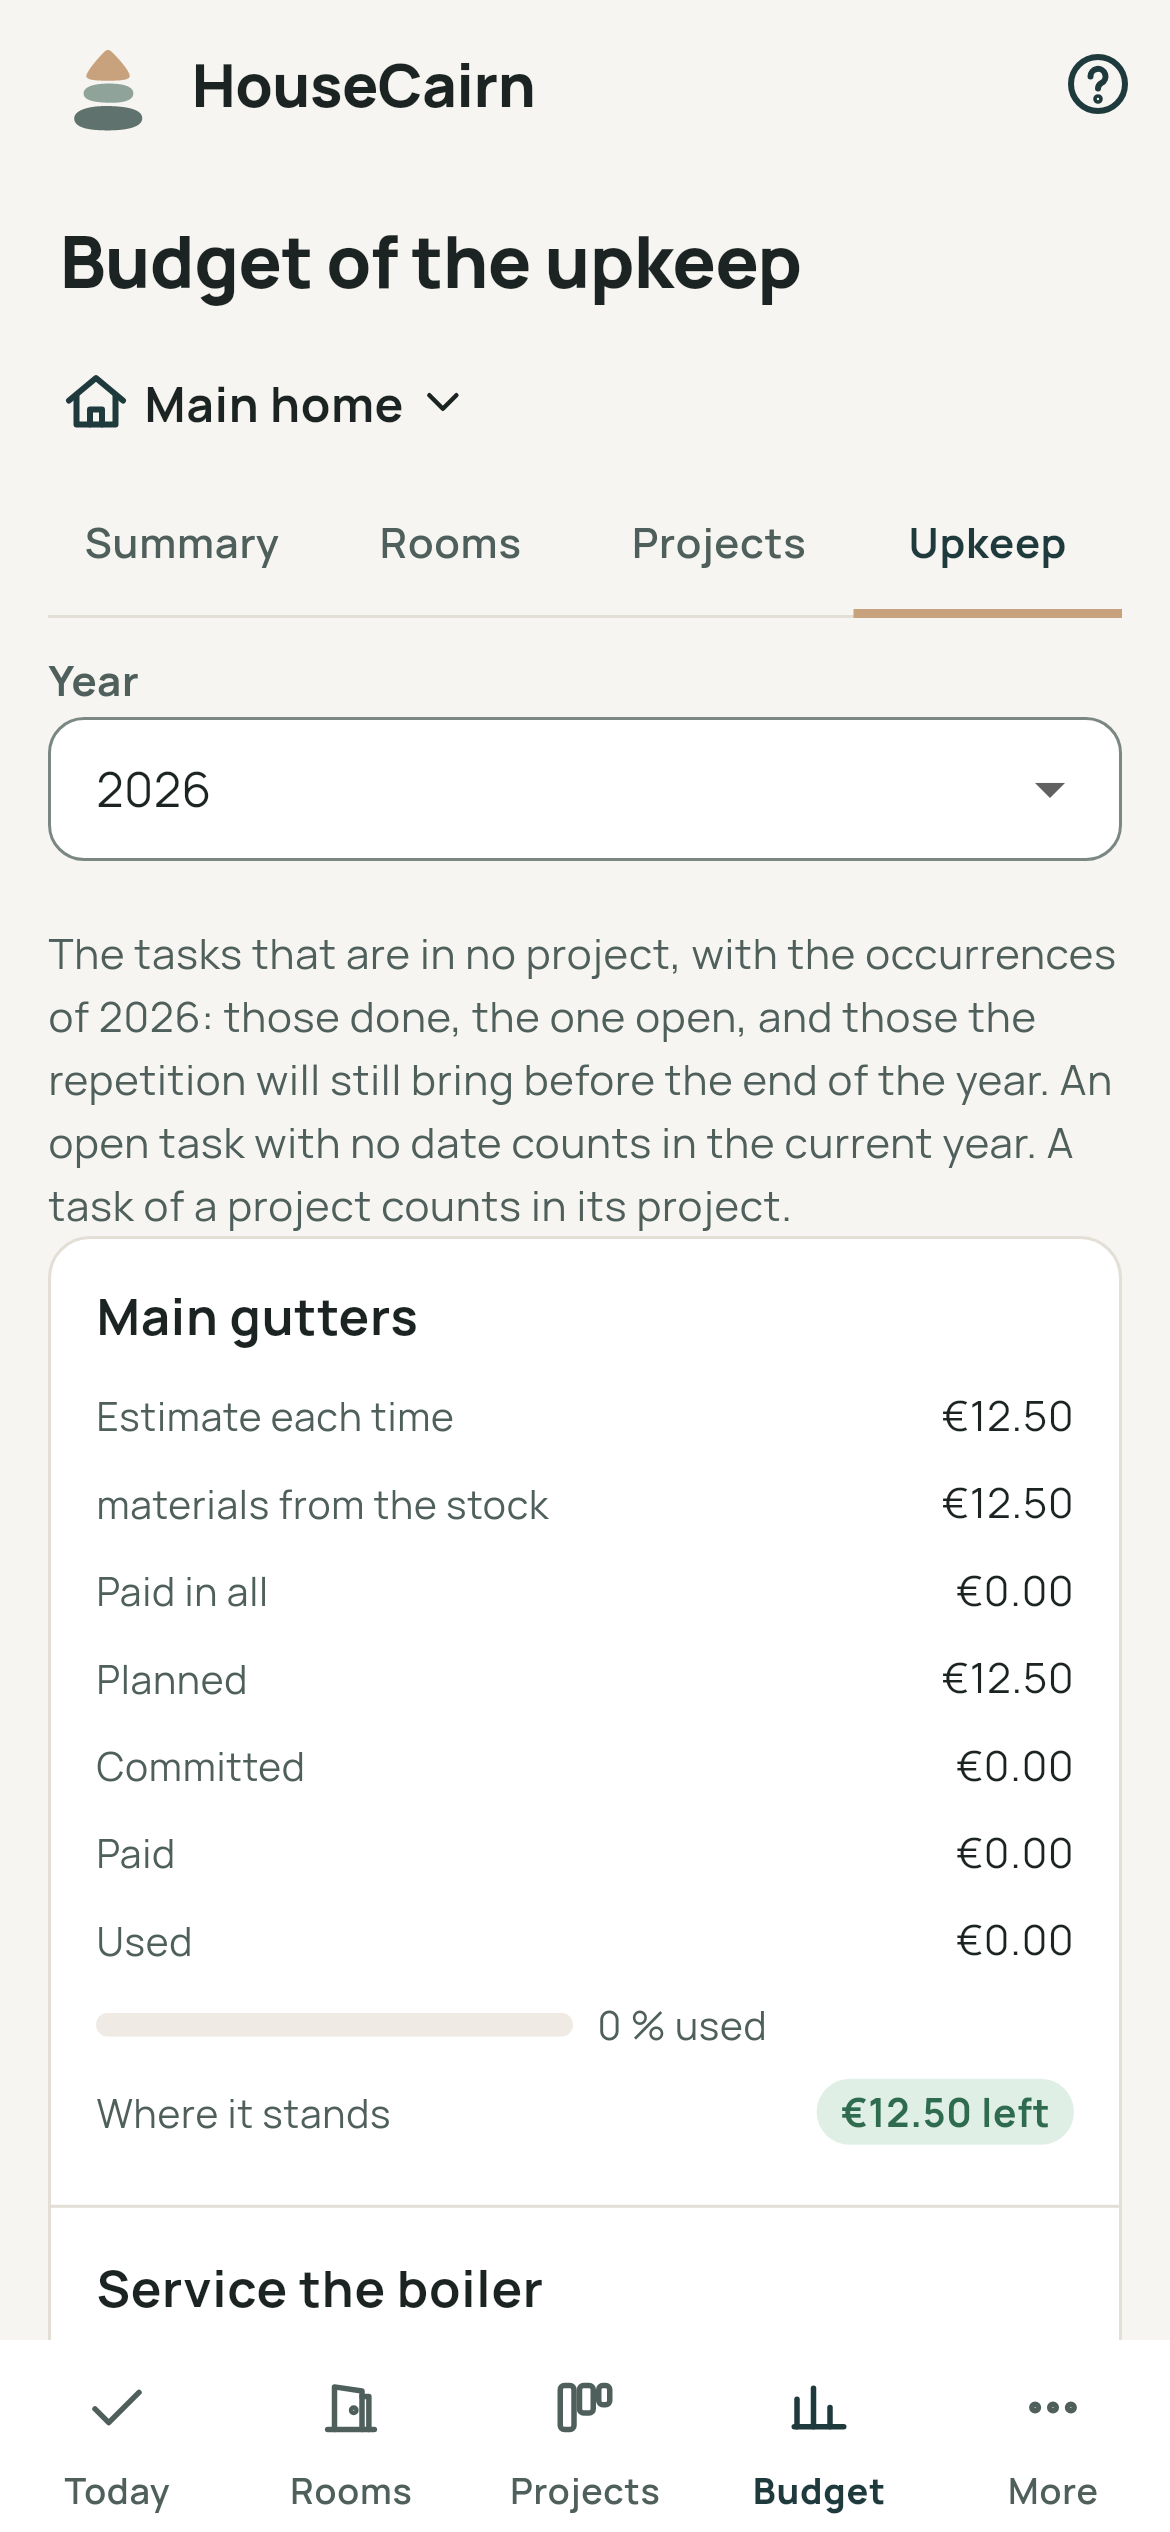 HouseCairn
Budget of the upkeep
Main home
Summary Rooms Projects Upkeep
Year
2026
The tasks that are in no project, with the occurrences
of 2026: those done, the one open, and those the
repetition will still bring before the end of the year. An
open task with no date counts in the current year. A
task of a project counts in its project.
Main gutters
Estimate each time €12.50
materials from the stock €12.50
Paid in all €0.00
Planned €12.50
Committed €0.00
Paid €0.00
Used €0.00
0 % used
Where it stands €12.50 left
Service the boiler
Today Rooms Projects Budget More